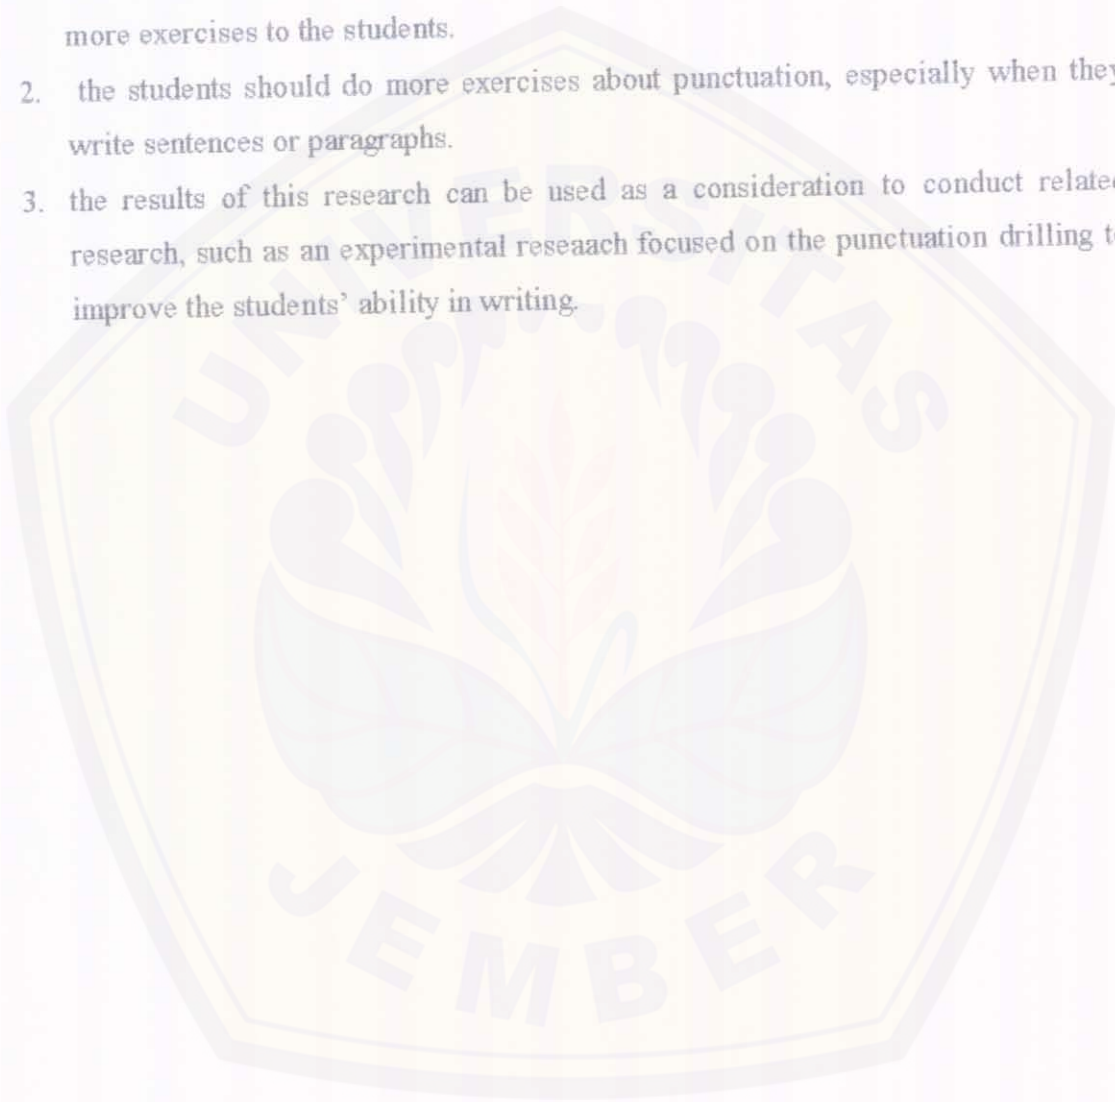 more exercises to the students.
2. the students should do more exercises about punctuation, especially when they
write sentences or paragraphs.
3. the results of this research can be used as a consideration to conduct related
research, such as an experimental reseaach focused on the punctuation drilling to
improve the students' ability in writing.
UNIVERSITAS
JEMBER